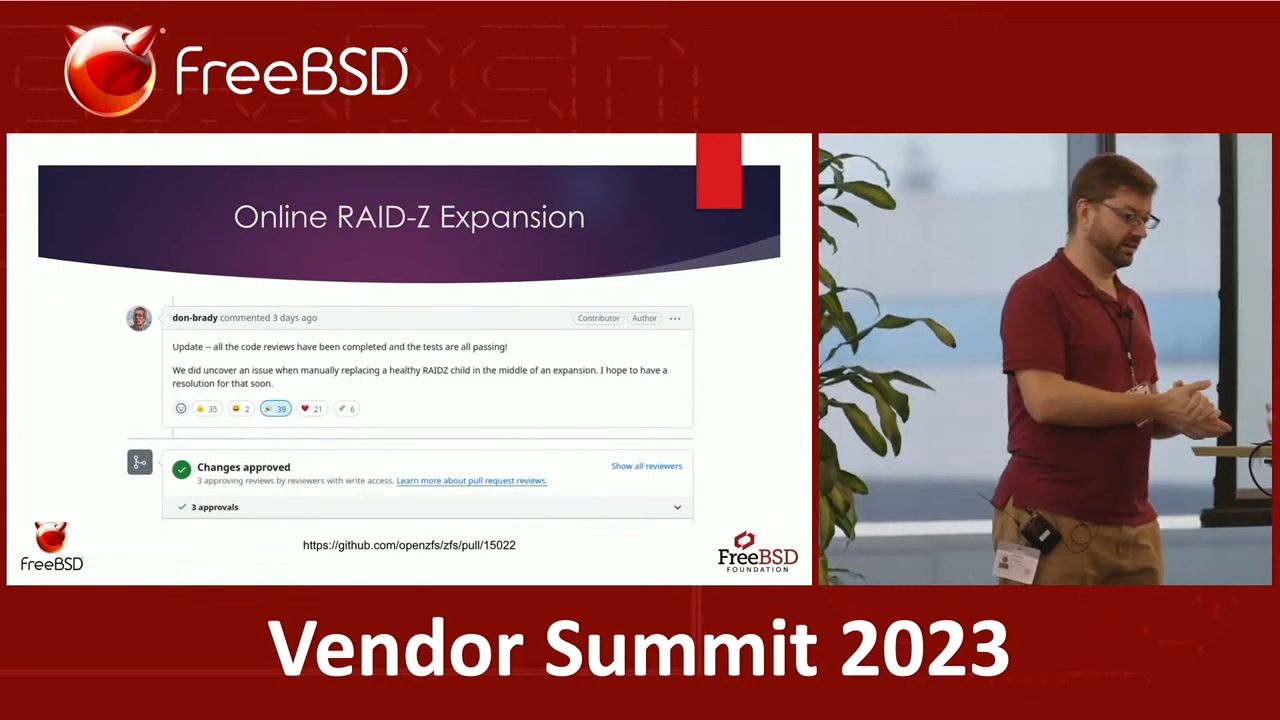 FreeBSD®
Online RAID-Z Expansion
don-brady commented 3 days ago
Contributor
Author
...
Update -- all the code reviews have been completed and the tests are all passing!
We did uncover an issue when manually replacing a healthy RAIDZ child in the middle of an expansion. I hope to have a
resolution for that soon.
35
2
39
21
6
Changes approved
Show all reviewers
3 approving reviews by reviewers with write access. Learn more about pull request reviews.
3 approvals
https://github.com/openzfs/zfs/pull/15022
FreeBSD
FreeBSD
FOUNDATION
Vendor Summit 2023